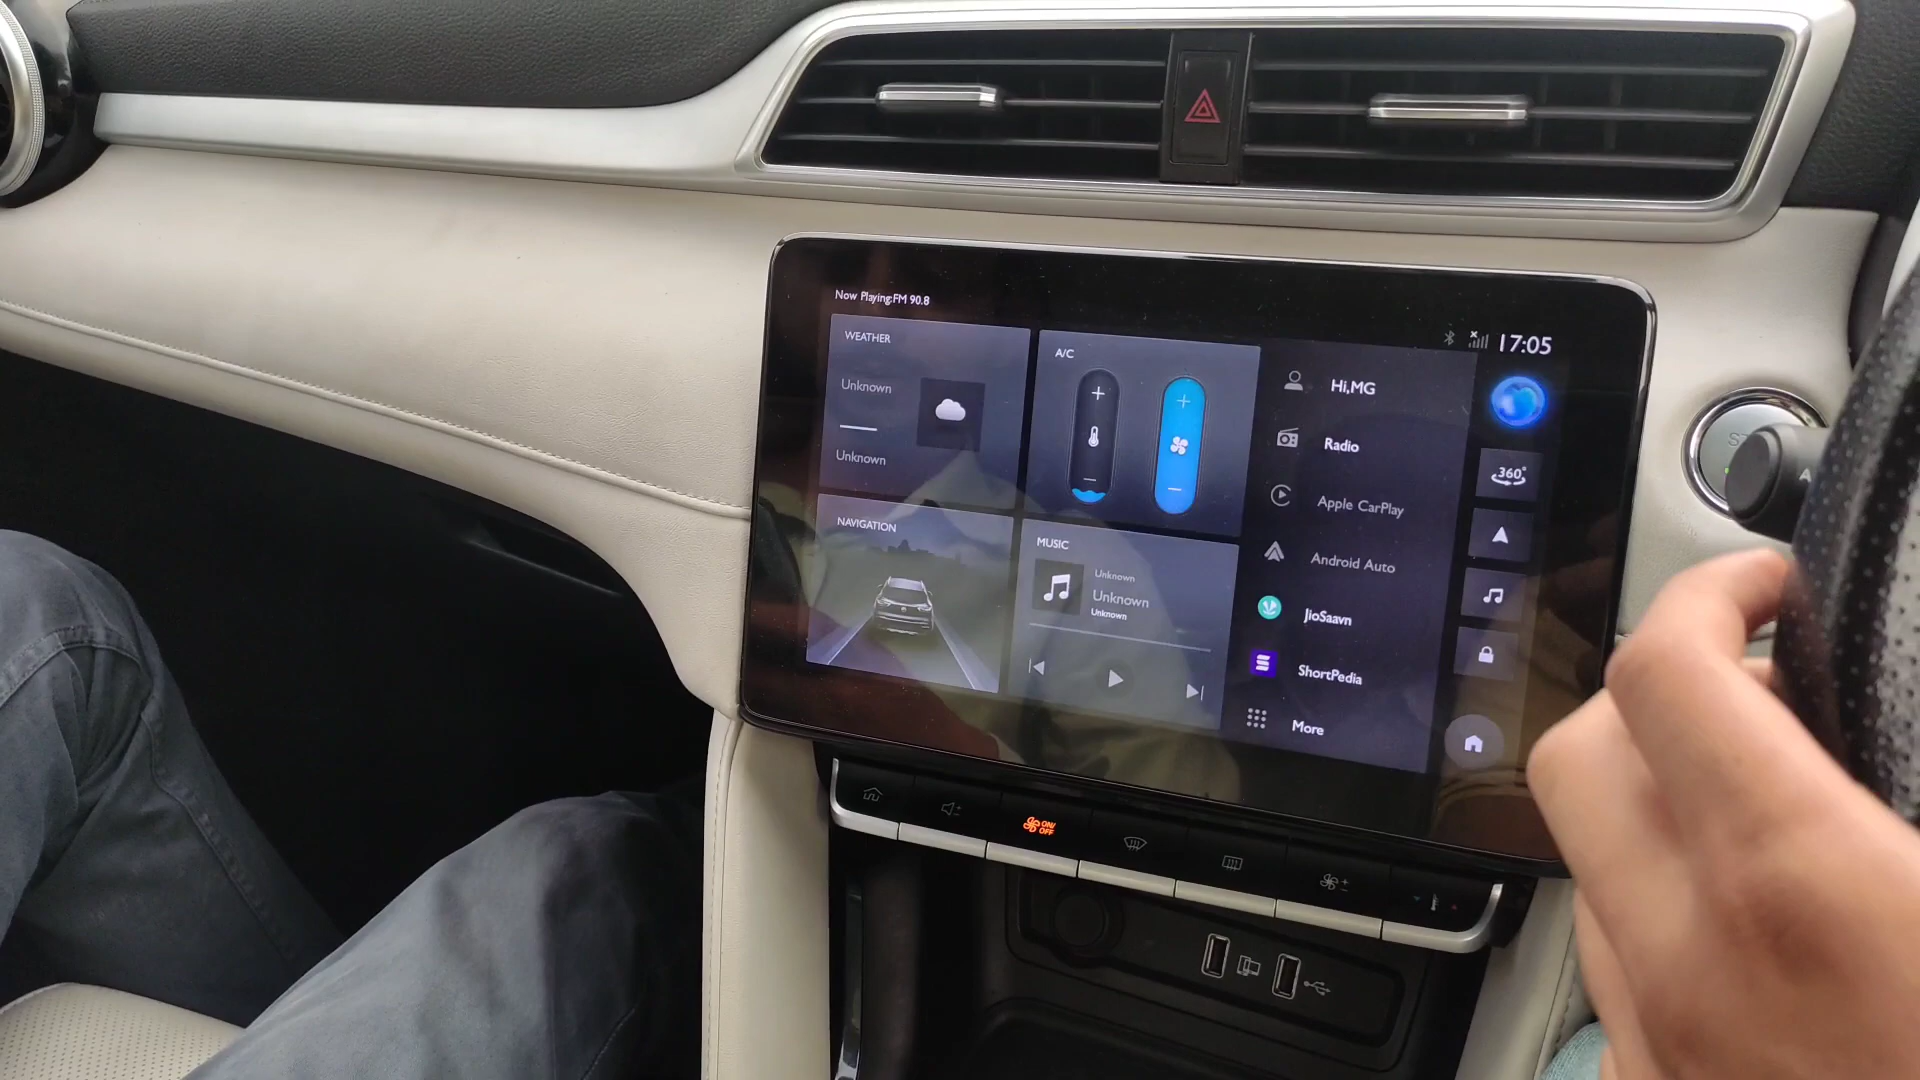 Now Playing:FM 90.8
17:05
WEATHER
Unknown
Unknown
A/C
Hi,MG
Radio
Apple CarPlay
Android Auto
JioSaavn
ShortPedia
More
360°
NAVIGATION
MUSIC
Unknown
Unknown
Unknown
ON/
OFF